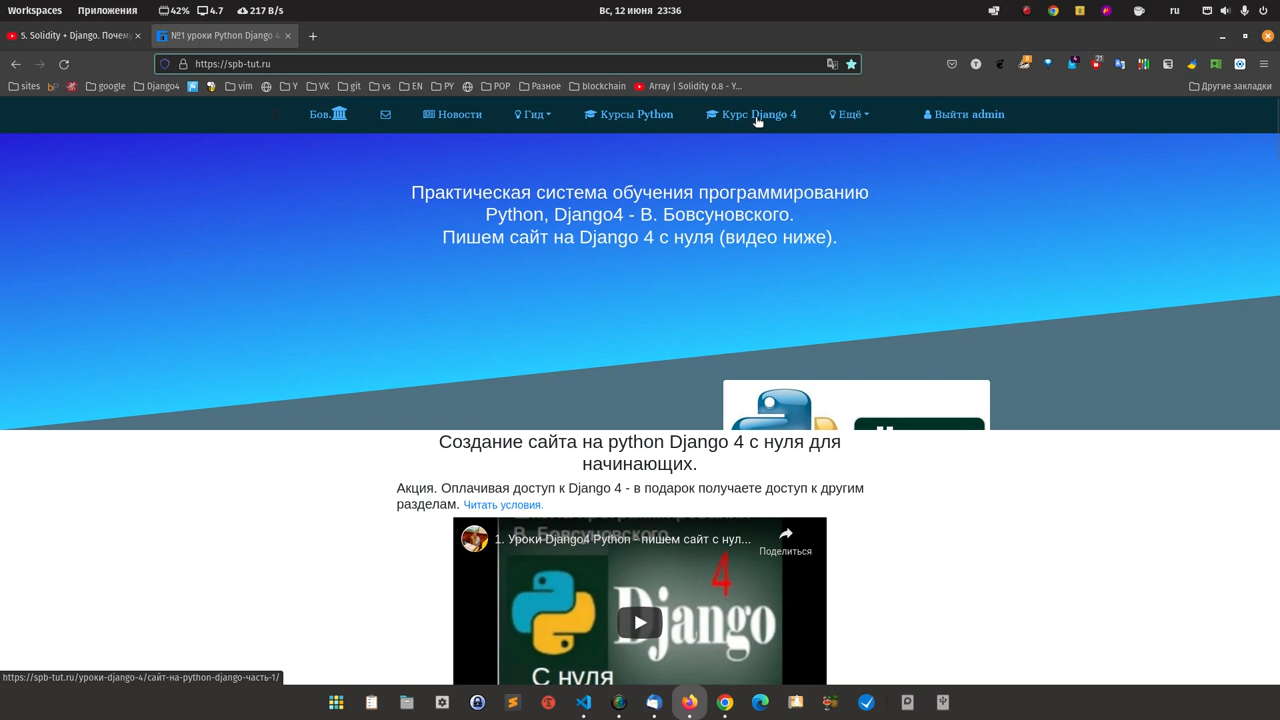 Workspaces Приложения 42% 4.7 217 B/s Вс, 12 июня 23:36 ru
5. Solidity + Django. Почему №1 уроки Python Django 4
https://spb-tut.ru
sites google Django4 vim Y VK git vs EN PY POP Разное blockchain Array | Solidity 0.8 - Y... Другие закладки
Бов. Новости Гид Курсы Python Курс Django 4 Ещё Выйти admin
Практическая система обучения программированию
Python, Django4 - В. Бовсуновского.
Пишем сайт на Django 4 с нуля (видео ниже).
Создание сайта на python Django 4 с нуля для
начинающих.
Акция. Оплачивая доступ к Django 4 - в подарок получаете доступ к другим
разделам. Читать условия.
В. Бовсуновского
1. Уроки Django4 Python - пишем сайт с нул...
Поделиться
4
Django
С нуля
https://spb-tut.ru/уроки-django-4/сайт-на-python-django-часть-1/